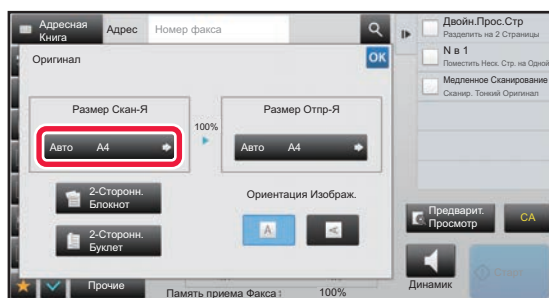 Адресная
Книга
Адрес
Номер факса
Двойн.Прос.Стр
Разделить на 2 Страницы
N в 1
Поместить Неск. Стр. на Одной
Медленное Сканирование
Сканир. Тонкий Оригинал
Оригинал
OK
Размер Скан-Я
100%
Размер Отпр-Я
Авто A4
Авто A4
2-Сторонн.
Блокнот
Ориентация Изображ.
2-Сторонн.
Буклет
A
A
Предварит.
Просмотр
CA
Прочие
Память приема Факса:
100%
Динамик
Старт